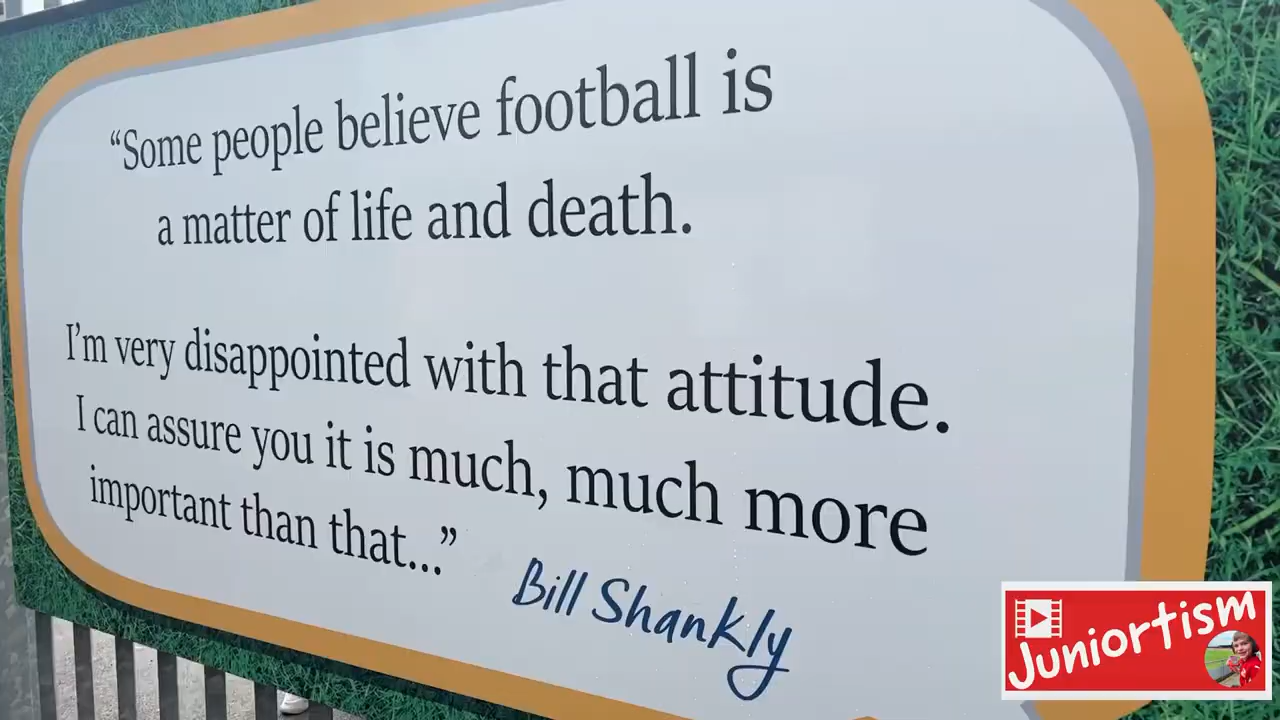 “Some people believe football is
a matter of life and death.
I’m very disappointed with that attitude.
I can assure you it is much, much more
important than that...”
Bill Shankly
Juniortism